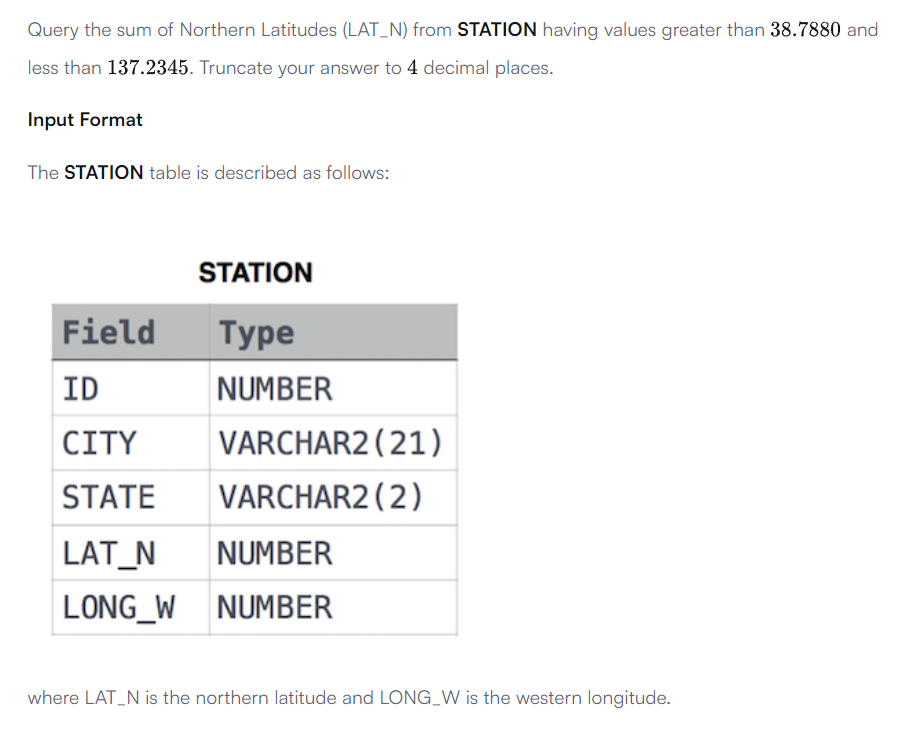 Query the sum of Northern Latitudes (LAT_N) from STATION having values greater than 38.7880 and
less than 137.2345. Truncate your answer to 4 decimal places.
Input Format
The STATION table is described as follows:
STATION
Field Type
ID NUMBER
CITY VARCHAR2(21)
STATE VARCHAR2(2)
LAT_N NUMBER
LONG_W NUMBER
where LAT_N is the northern latitude and LONG_W is the western longitude.